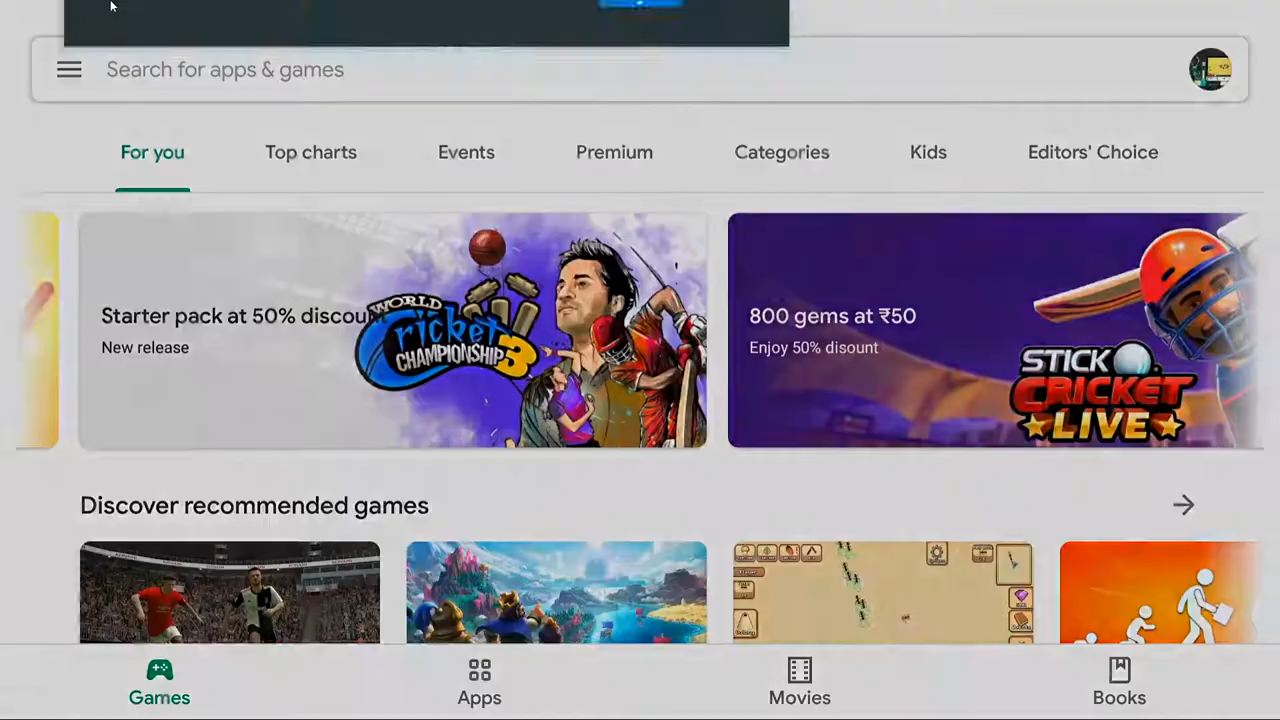 Search for apps & games
For you
Top charts
Events
Premium
Categories
Kids
Editors' Choice
Starter pack at 50% discoun
New release
WORLD
cricket
CHAMPIONSHIP 3
800 gems at ₹50
Enjoy 50% disount
STICK
CRICKET
LIVE
Discover recommended games
Games
Apps
Movies
Books